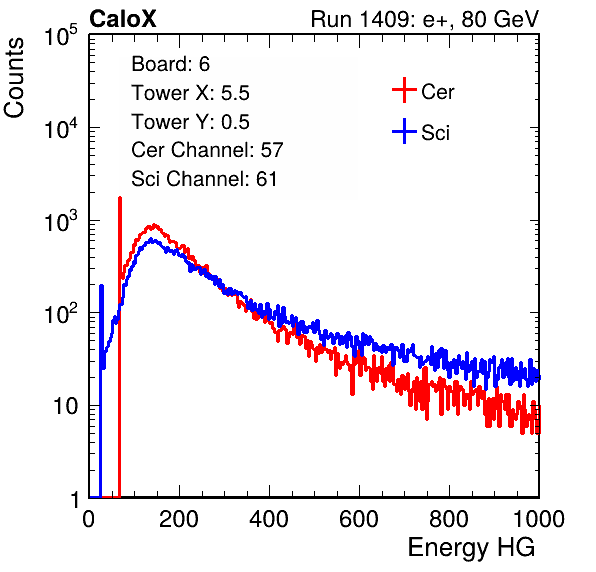 CaloX Run 1409: e+, 80 GeV
Counts
Board: 6
Tower X: 5.5
Tower Y: 0.5
Cer Channel: 57
Sci Channel: 61
Cer
Sci
10^5
10^4
10^3
10^2
10
1
0 200 400 600 800 1000
Energy HG